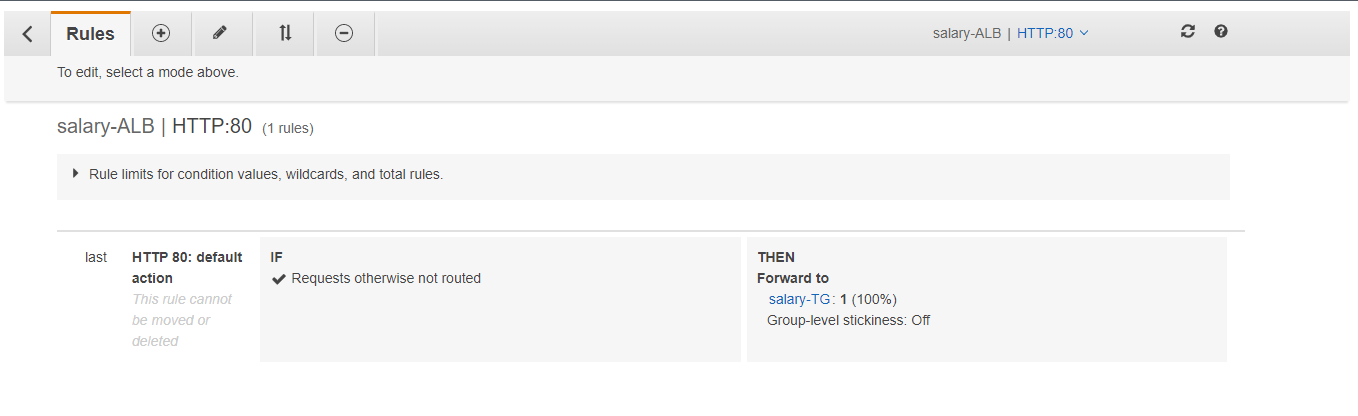 Rules
salary-ALB | HTTP:80
To edit, select a mode above.
salary-ALB | HTTP:80 (1 rules)
Rule limits for condition values, wildcards, and total rules.
last
HTTP 80: default
action
This rule cannot
be moved or
deleted
IF
Requests otherwise not routed
THEN
Forward to
salary-TG: 1 (100%)
Group-level stickiness: Off